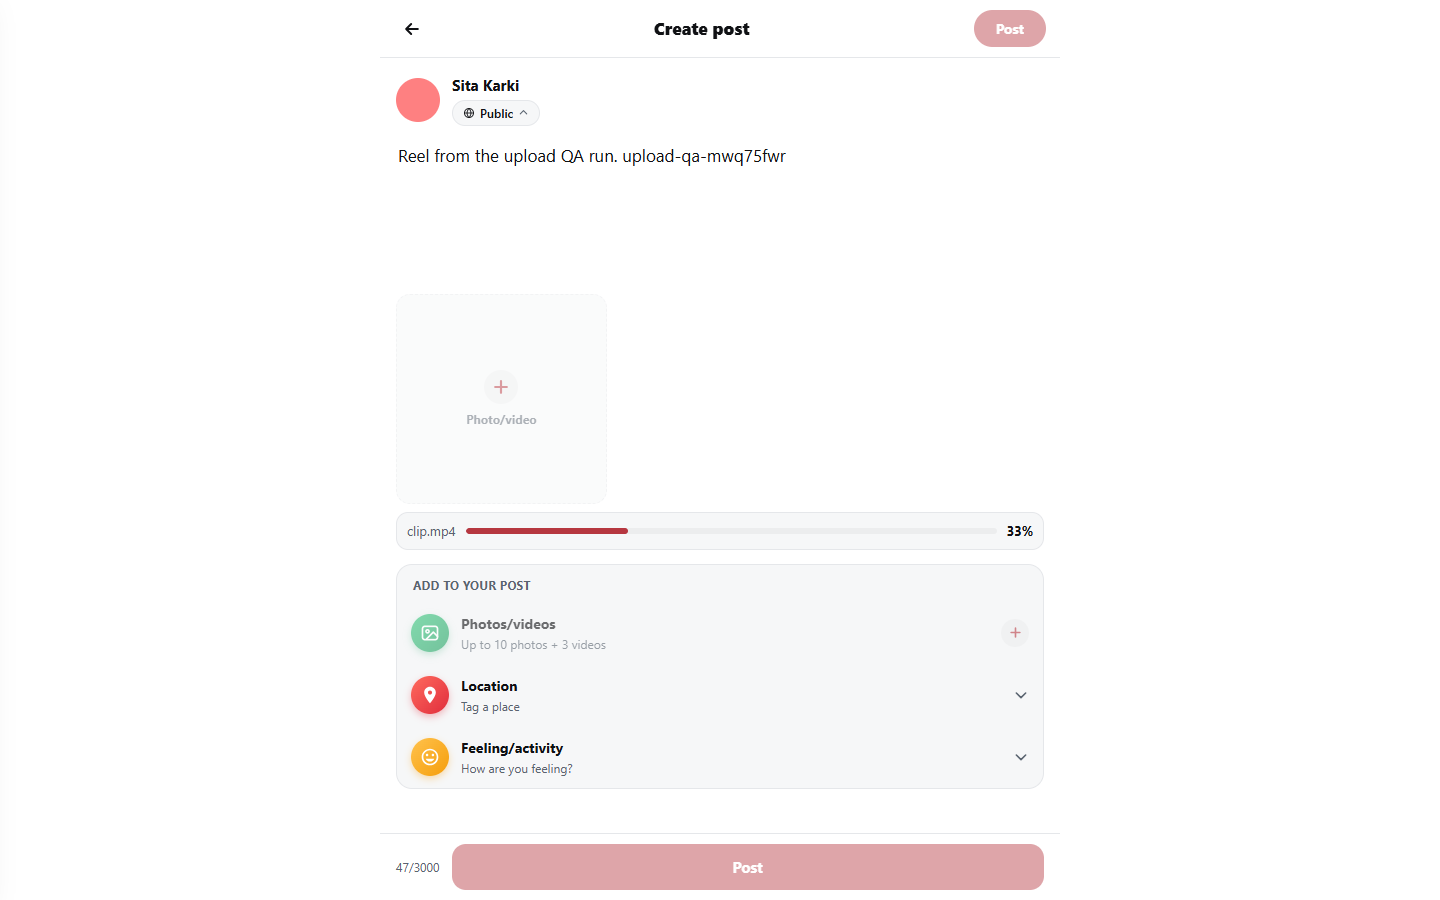 Create post
Post
Sita Karki
Public
Reel from the upload QA run. upload-qa-mwq75fwr
Photo/video
clip.mp4
33%
ADD TO YOUR POST
Photos/videos
Up to 10 photos + 3 videos
Location
Tag a place
Feeling/activity
How are you feeling?
47/3000
Post